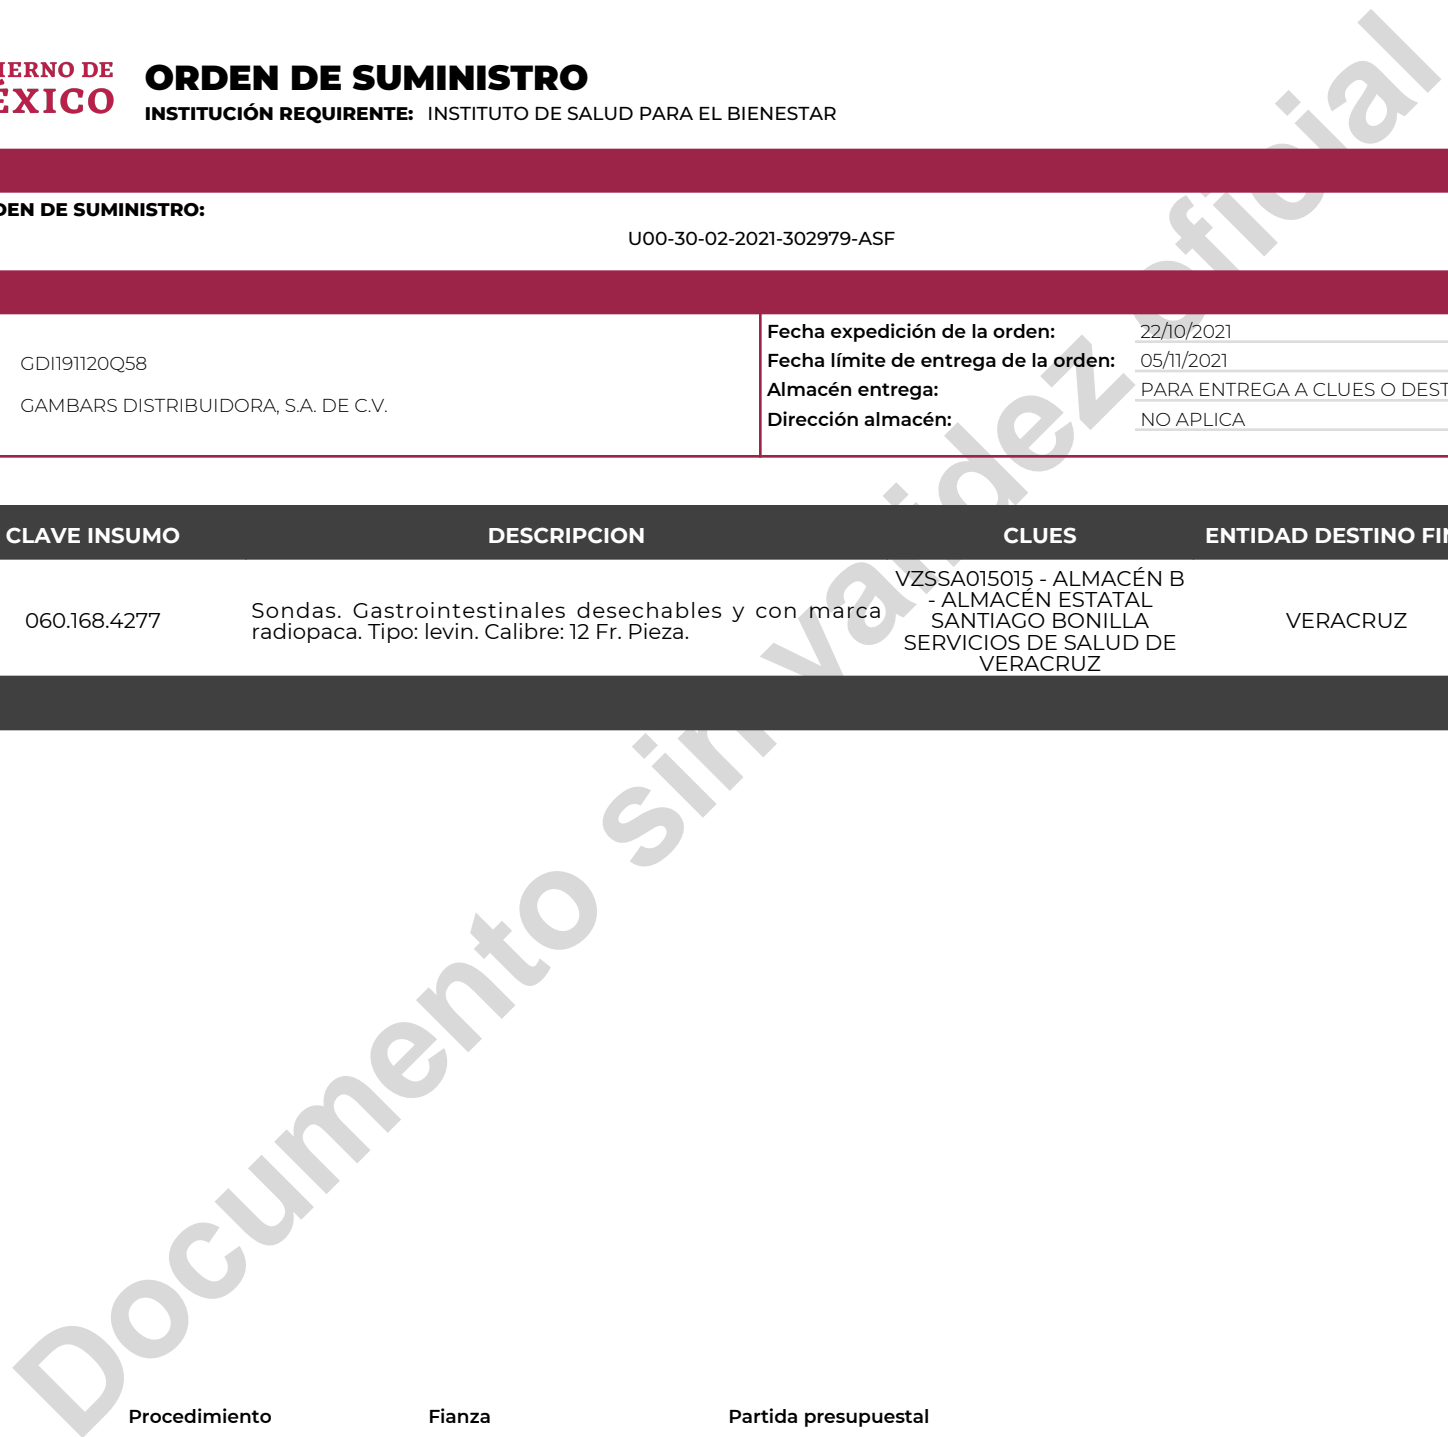 IERNO DE
ÉXICO
ORDEN DE SUMINISTRO
INSTITUCIÓN REQUIRENTE: INSTITUTO DE SALUD PARA EL BIENESTAR
DEN DE SUMINISTRO:
U00-30-02-2021-302979-ASF
GDI191120Q58
GAMBARS DISTRIBUIDORA, S.A. DE C.V.
Fecha expedición de la orden: 22/10/2021
Fecha límite de entrega de la orden: 05/11/2021
Almacén entrega: PARA ENTREGA A CLUES O DEST
Dirección almacén: NO APLICA
CLAVE INSUMO DESCRIPCION CLUES ENTIDAD DESTINO FIN
060.168.4277
Sondas. Gastrointestinales desechables y con marca
radiopaca. Tipo: levin. Calibre: 12 Fr. Pieza.
VZSSA015015 - ALMACÉN B
- ALMACÉN ESTATAL
SANTIAGO BONILLA
SERVICIOS DE SALUD DE
VERACRUZ
VERACRUZ
Documento sin validez oficial
Procedimiento Fianza Partida presupuestal